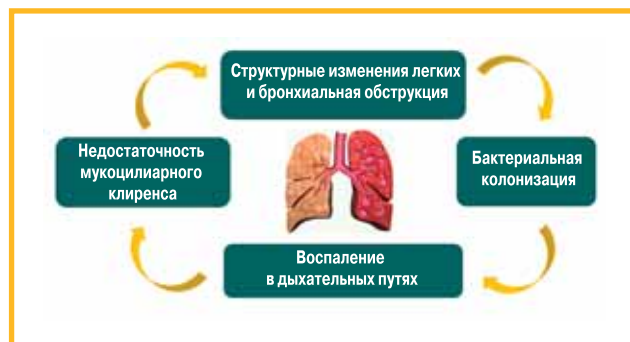 Структурные изменения легких
и бронхиальная обструкция
Недостаточность
мукоцилиарного
клиренса
Бактериальная
колонизация
Воспаление
в дыхательных путях